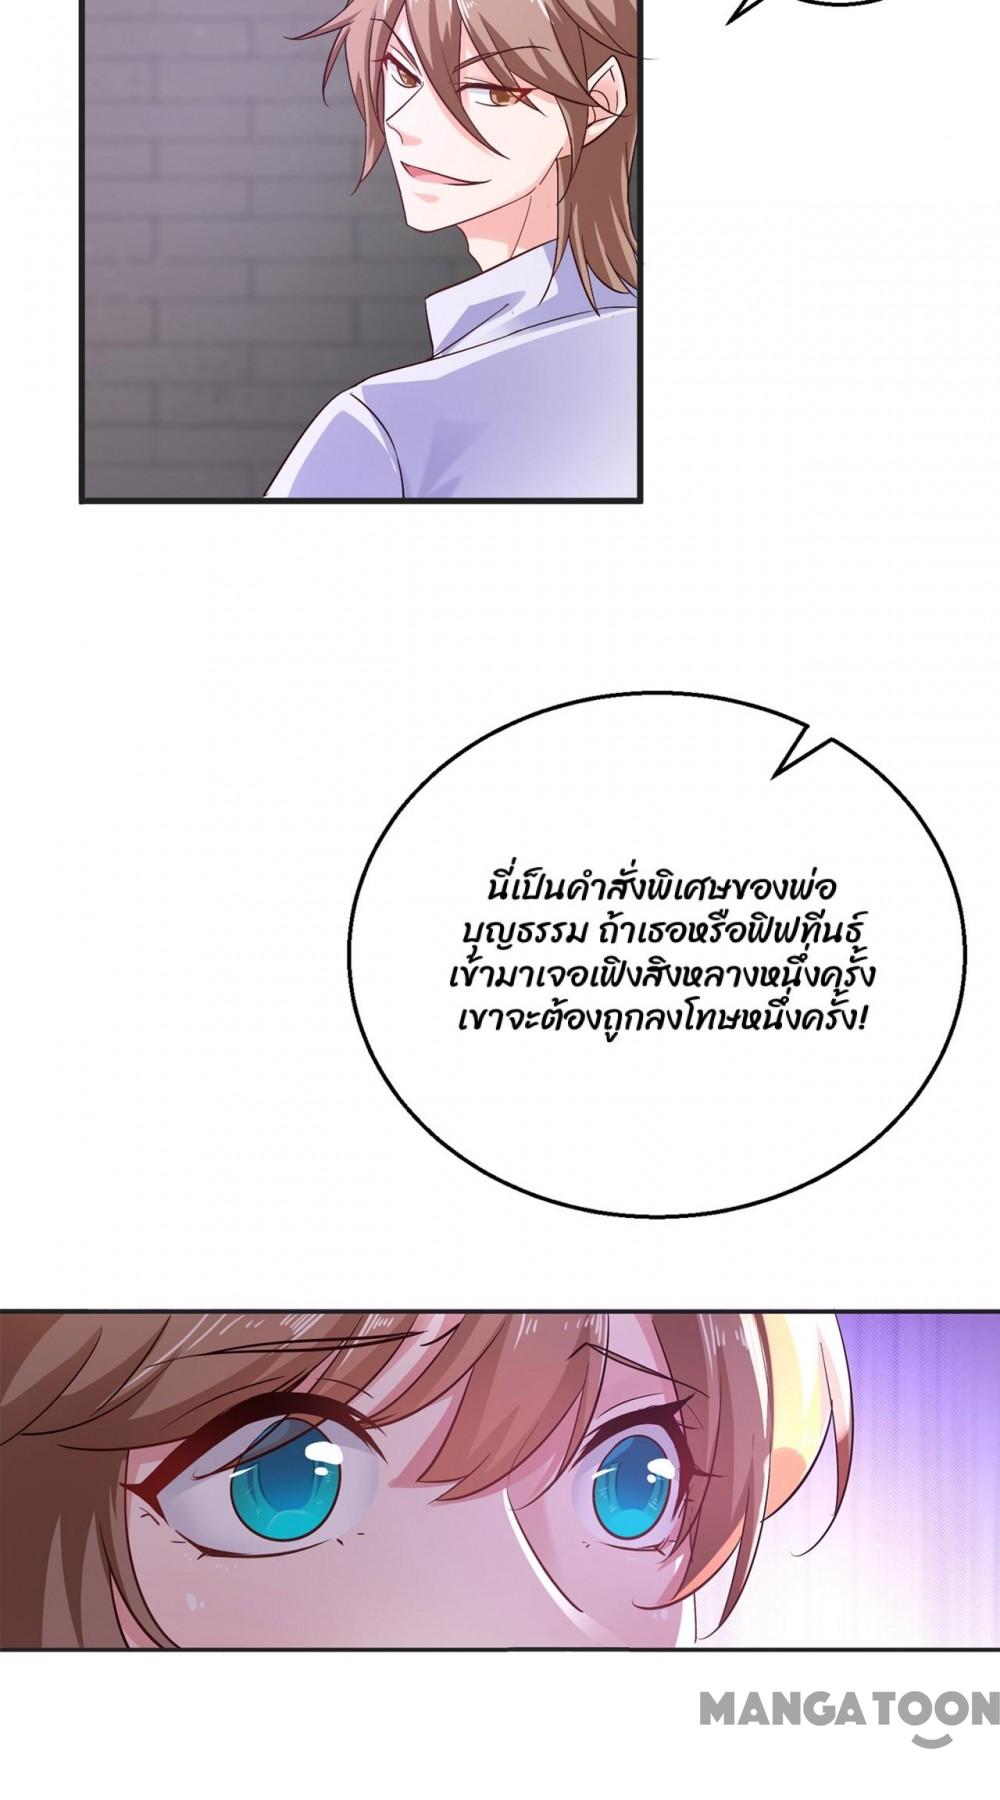 นี่เป็นคำสั่งพิเศษของพ่อ
บุญธรรม ถ้าเธอหรือฟิฟทีนธ์
เข้ามาเจอเฟิงสิงหลางหนึ่งครั้ง
เขาจะต้องถูกลงโทษหนึ่งครั้ง!
MANGATOON